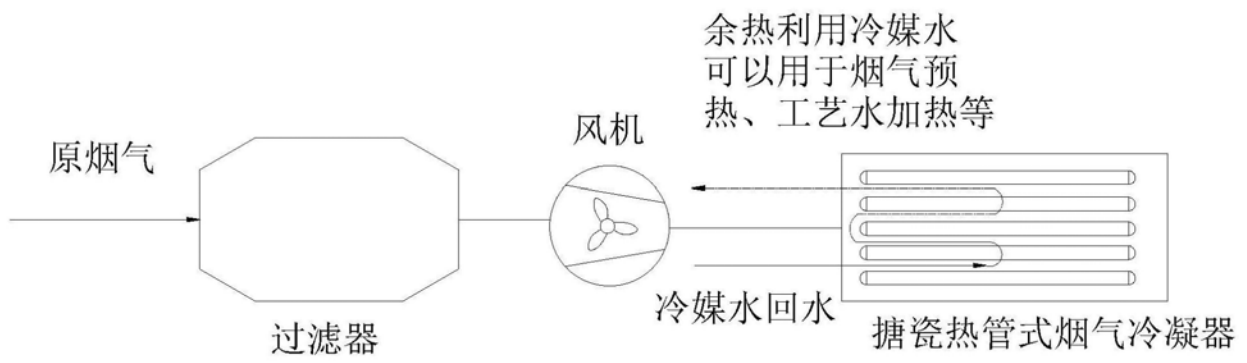 余热利用冷媒水
可以用于烟气预
热、工艺水加热等
风机
原烟气
冷媒水回水
过滤器
搪瓷热管式烟气冷凝器